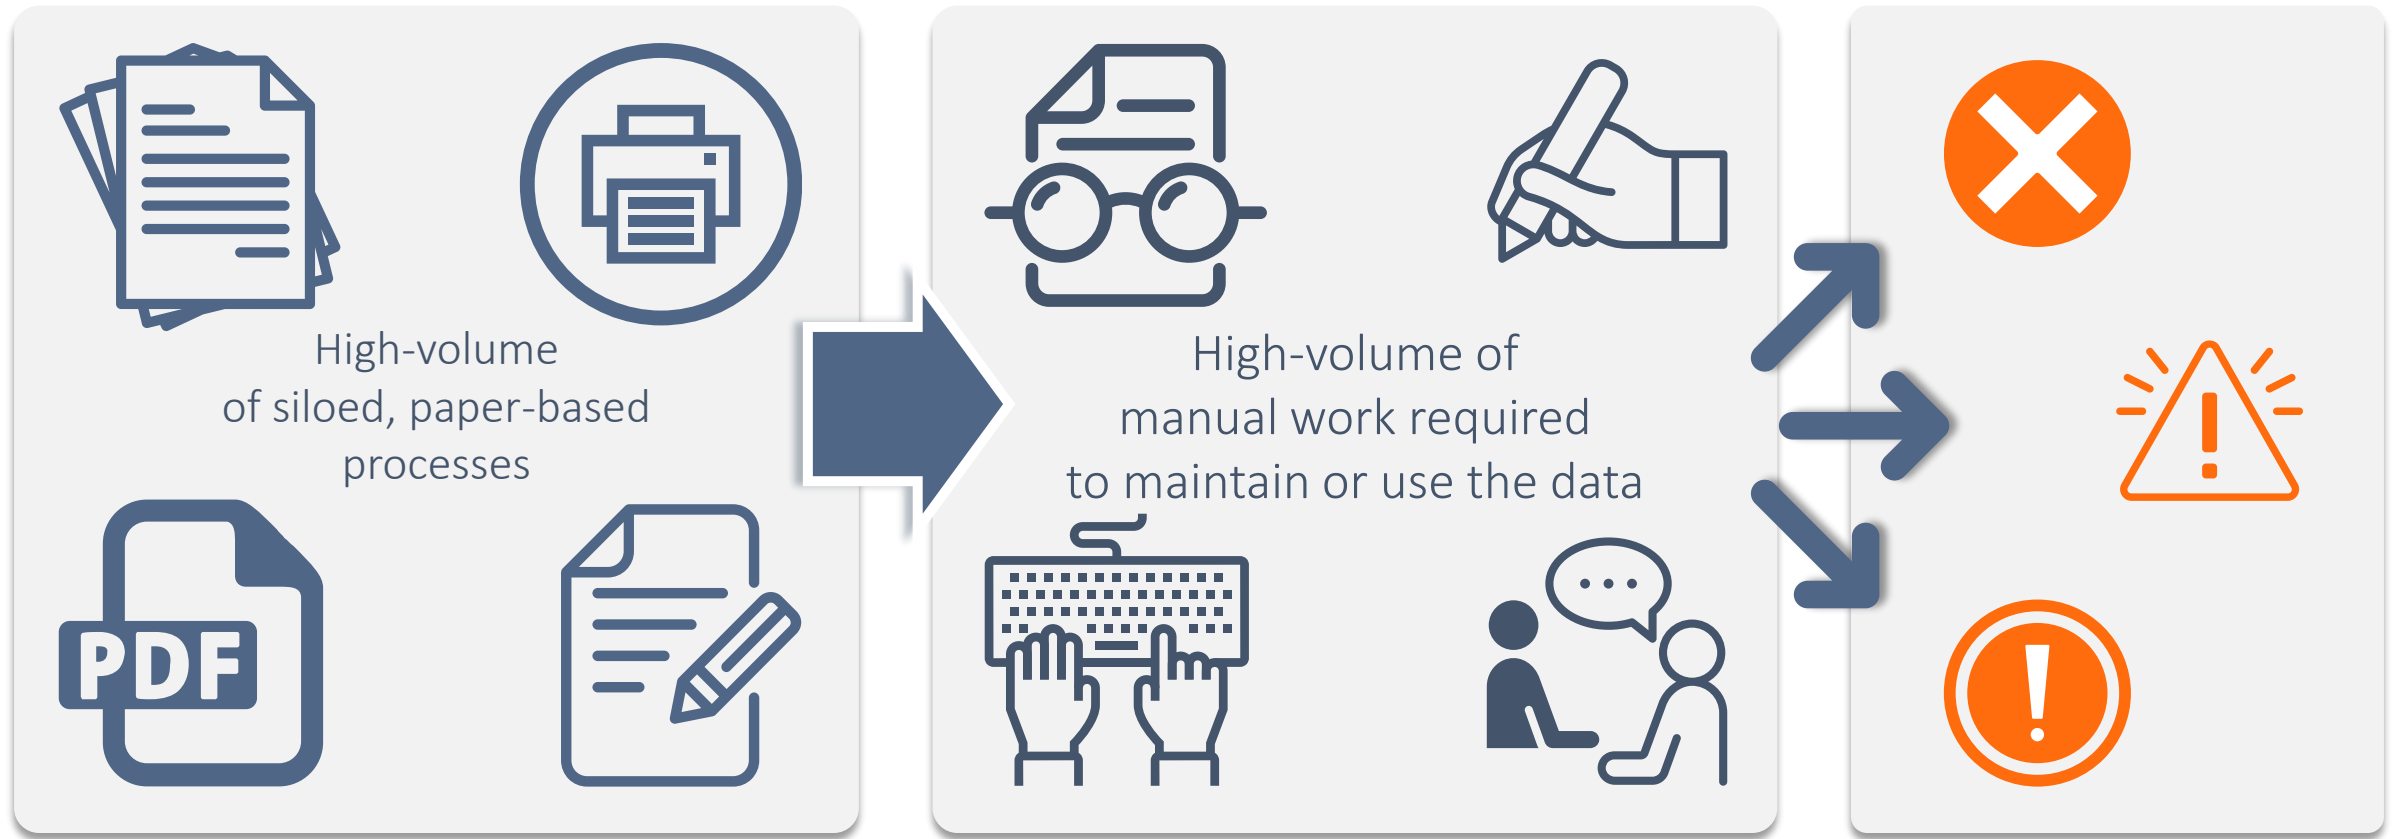 High-volume
of siloed, paper-based
processes
PDF
High-volume of
manual work required
to maintain or use the data